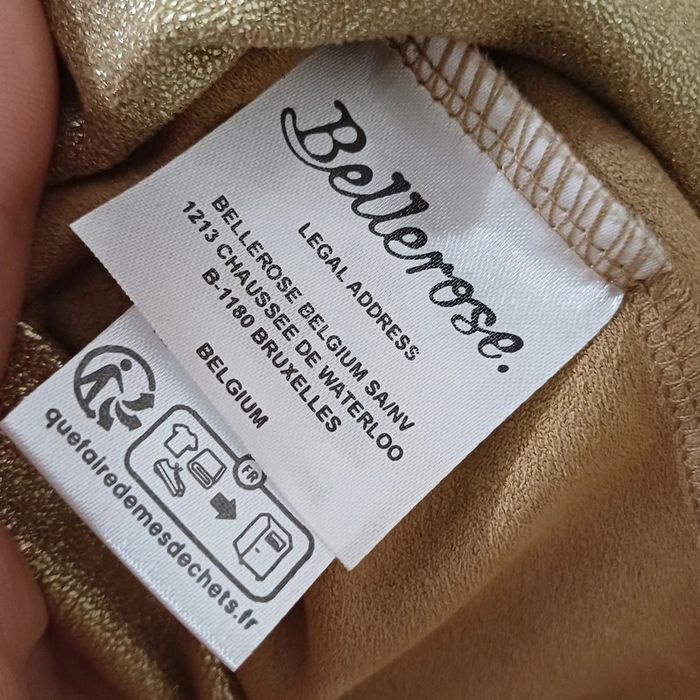 Bellerose.
LEGAL ADDRESS
BELLEROSE BELGIUM SA/NV
1213 CHAUSSEE DE WATERLOO
B-1180 BRUXELLES
BELGIUM
FR
quefairedemesdechets.fr